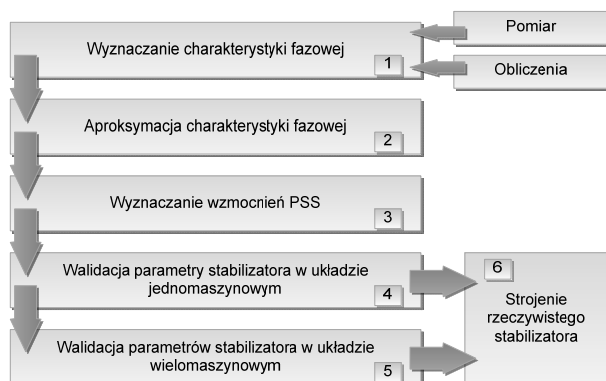 Wyznaczanie charakterystyki fazowej
1
Pomiar
Obliczenia
Aproksymacja charakterystyki fazowej
2
Wyznaczanie wzmocnień PSS
3
Walidacja parametry stabilizatora w układzie
jednomaszynowym
4
Walidacja parametrów stabilizatora w układzie
wielomaszynowym
5
6
Strojenie
rzeczywistego
stabilizatora